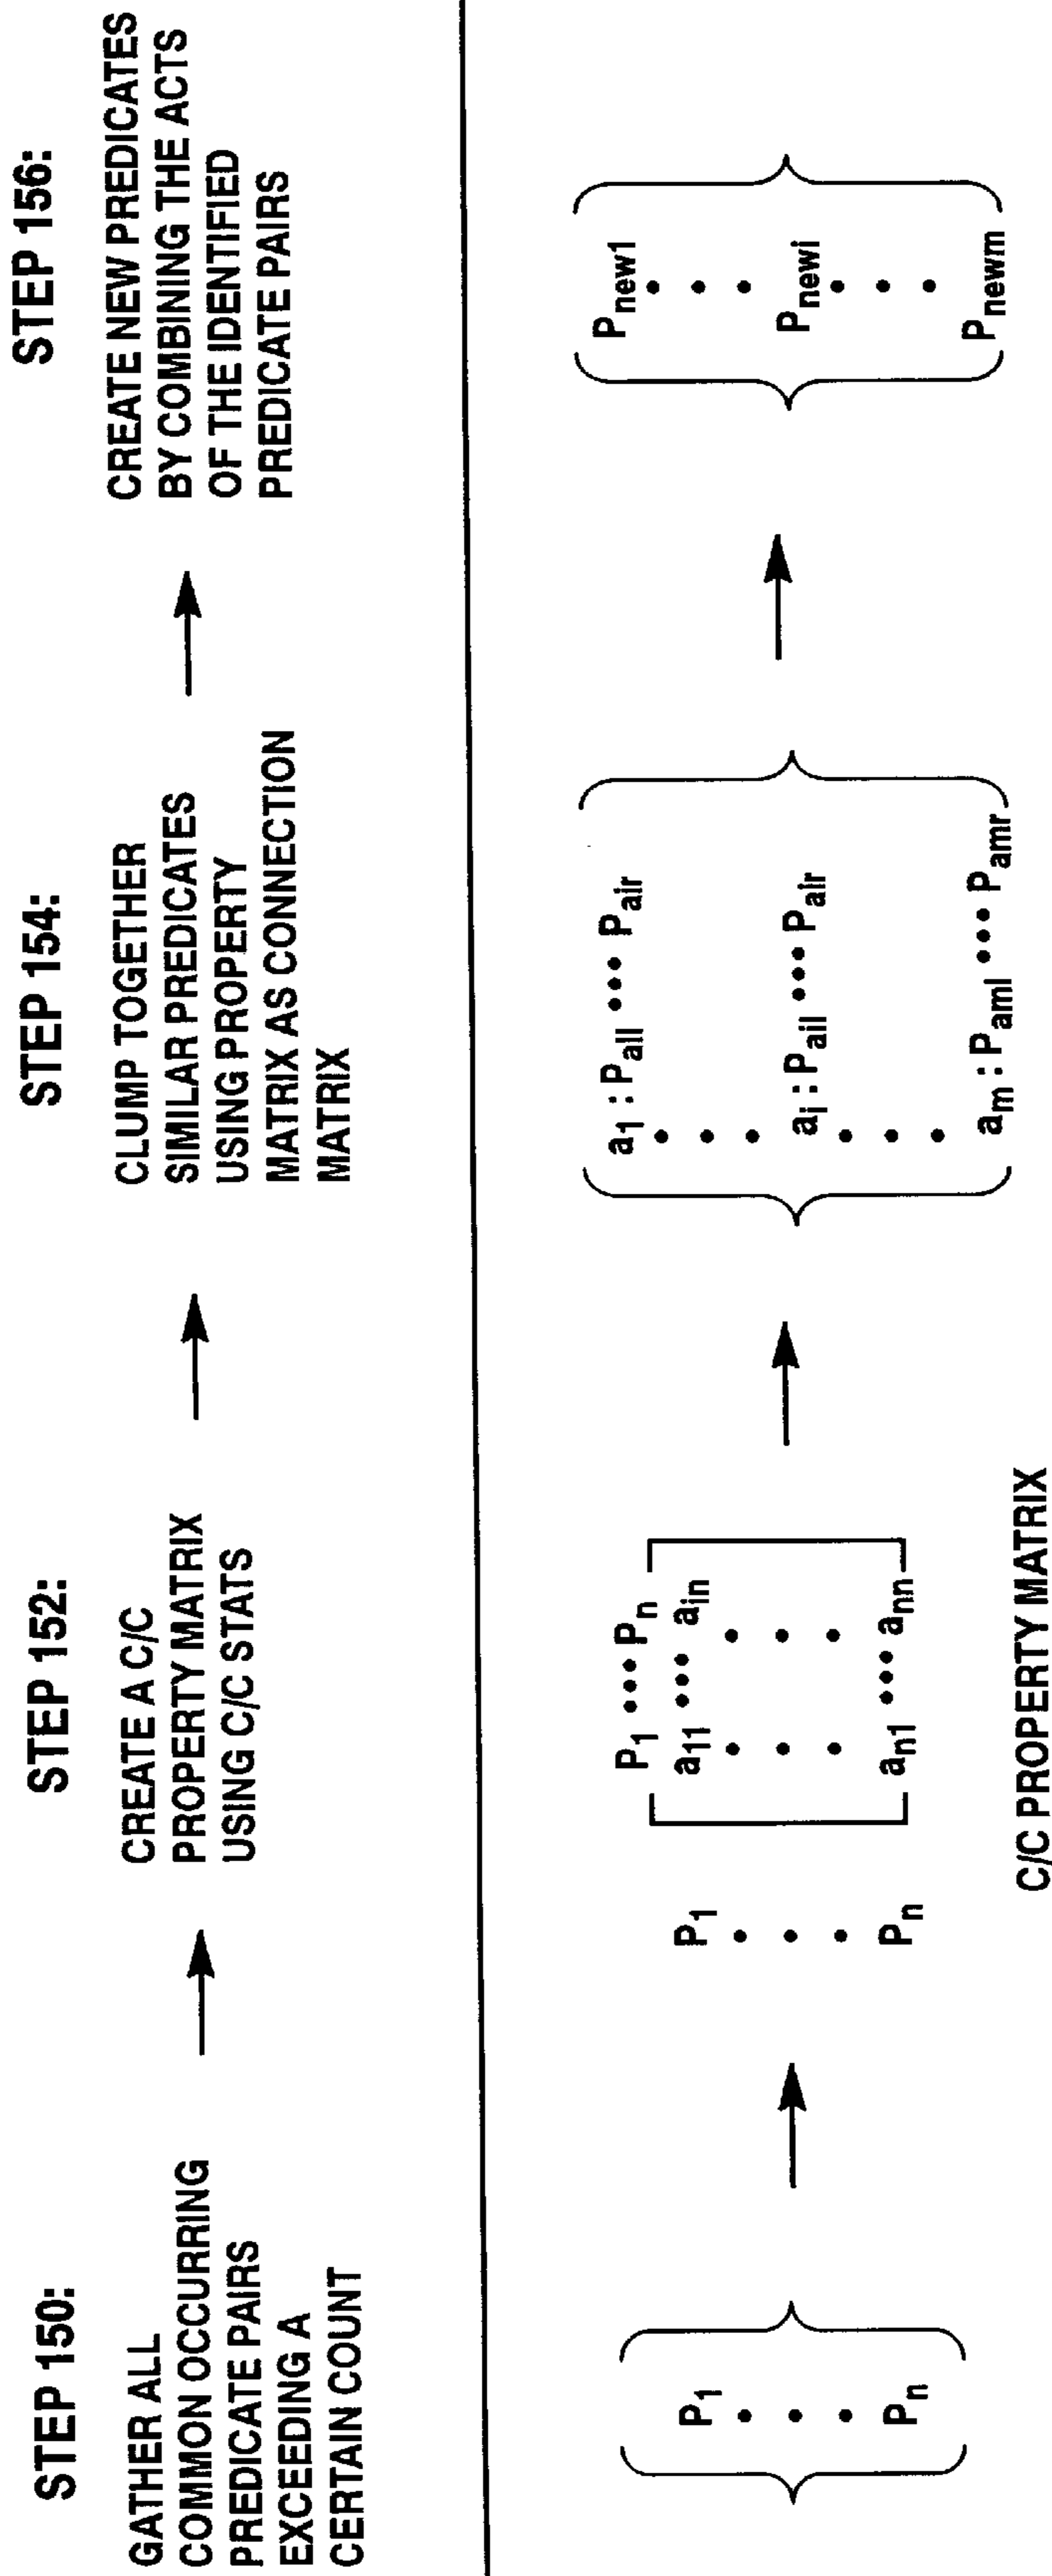 STEP 150:
GATHER ALL
COMMON OCCURRING
PREDICATE PAIRS
EXCEEDING A
CERTAIN COUNT
STEP 152:
CREATE A C/C
PROPERTY MATRIX
USING C/C STATS
STEP 154:
CLUMP TOGETHER
SIMILAR PREDICATES
USING PROPERTY
MATRIX AS CONNECTION
MATRIX
STEP 156:
CREATE NEW PREDICATES
BY COMBINING THE ACTS
OF THE IDENTIFIED
PREDICATE PAIRS
P1
Pn
P1
Pn
P1 ••• Pn
a11 ••• ain
an1 ••• ann
C/C PROPERTY MATRIX
a1 : Pall ••• Pair
ai : Pail ••• Pair
am : Paml ••• Pamr
Pnew1
Pnewi
Pnewm